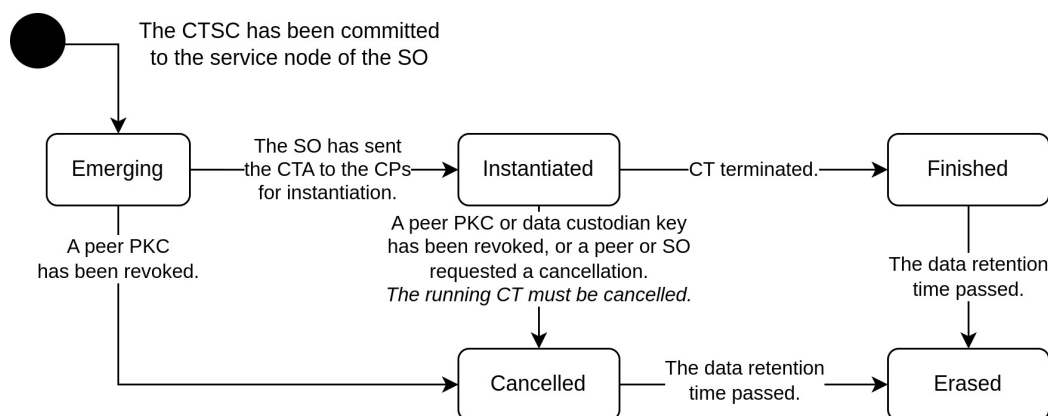 The CTSC has been committed
to the service node of the SO
Emerging
The SO has sent
the CTA to the CPs
for instantiation.
Instantiated
CT terminated.
Finished
A peer PKC
has been revoked.
A peer PKC or data custodian key
has been revoked, or a peer or SO
requested a cancellation.
The running CT must be cancelled.
The data retention
time passed.
Cancelled
The data retention
time passed.
Erased